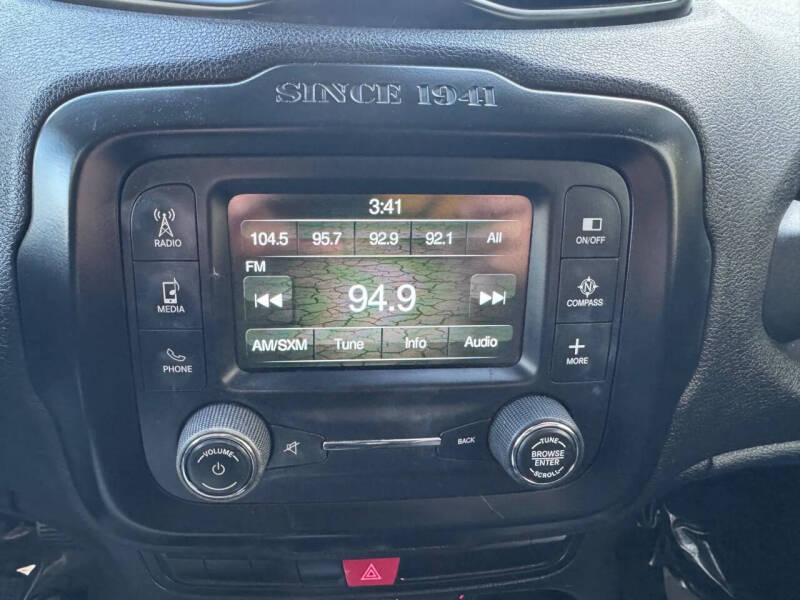 SINCE 1941
3:41
104.5 95.7 92.9 92.1 All
FM
94.9
AM/SXM Tune Info Audio
RADIO
MEDIA
PHONE
ON/OFF
N
COMPASS
MORE
VOLUME
BACK
TUNE
BROWSE
ENTER
SCROLL